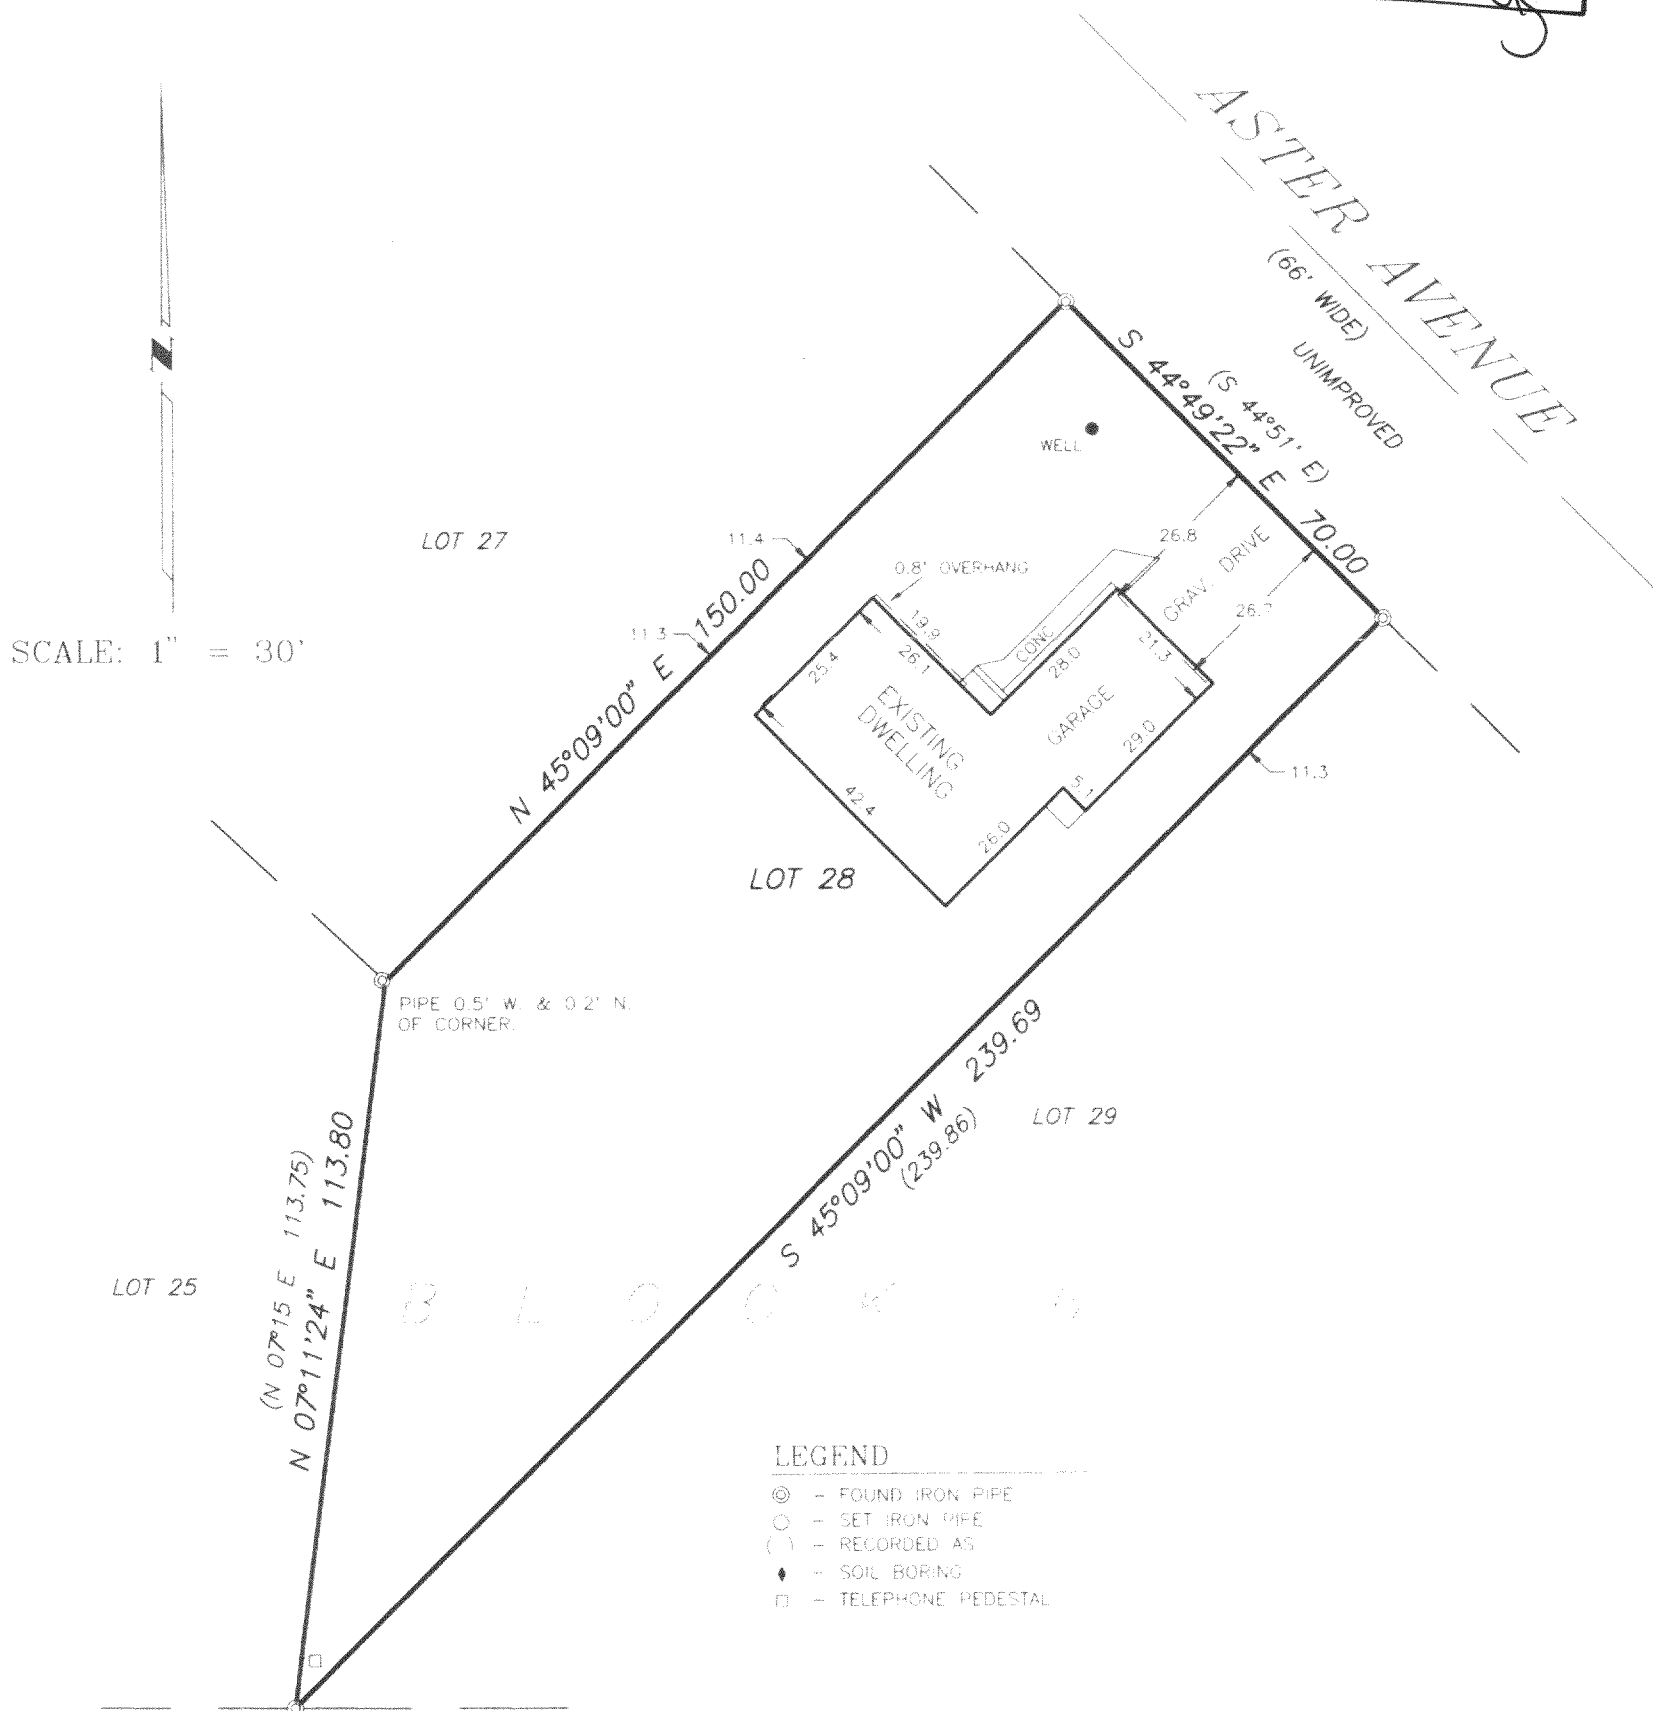 ASTER AVENUE
(66' WIDE)
UNIMPROVED
S 44°49'22" E 70.00
(S 44°51' E)
N
SCALE: 1" = 30'
WELL
LOT 27
11.4
26.8
GRAV. DRIVE
0.8' OVERHANG
N 45°09'00" E 150.00
11.3
19.9
26.1
CONC
28.0
21.3
25.4
EXISTING
DWELLING
GARAGE
29.0
11.3
42.4
5.1
26.0
LOT 28
PIPE 0.5' W. & 0.2' N.
OF CORNER.
S 45°09'00" W 239.69
(239.86)
LOT 29
N 07°11'24" E 113.80
(N 07°15 E 113.75)
LOT 25
BLOCK
LEGEND
– FOUND IRON PIPE
– SET IRON PIPE
( ) – RECORDED AS
– SOIL BORING
– TELEPHONE PEDESTAL